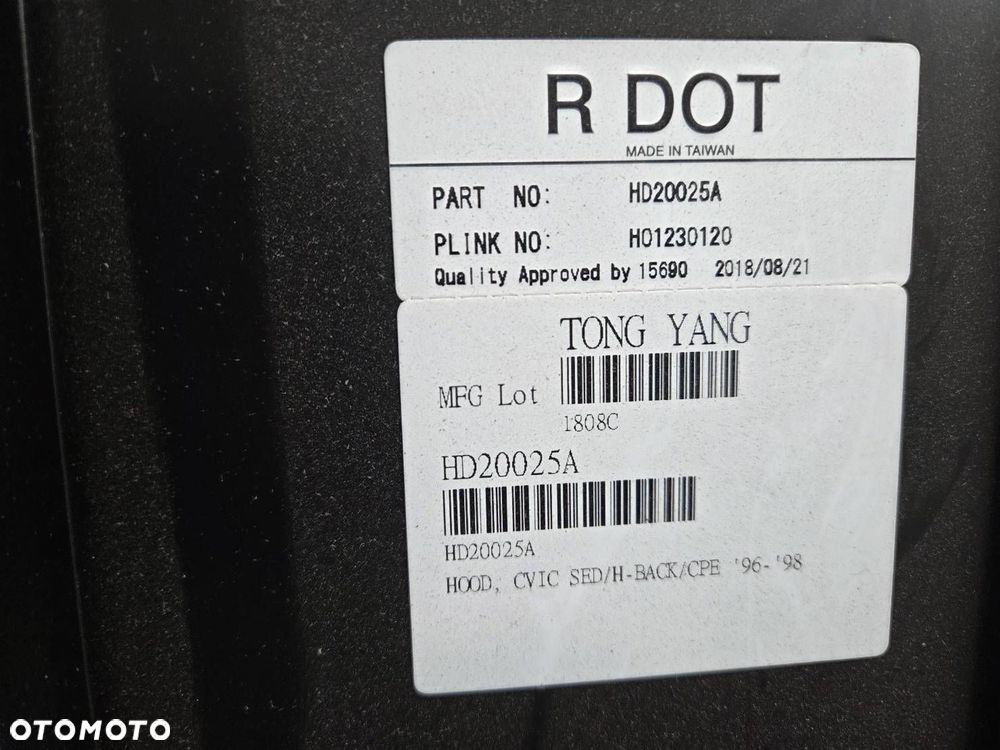 R DOT
MADE IN TAIWAN
PART NO: HD20025A
PLINK NO: H01230120
Quality Approved by 15690 2018/08/21
TONG YANG
MFG Lot
1808C
HD20025A
HD20025A
HOOD, CVIC SED/H-BACK/CPE '96-'98
OTOMOTO